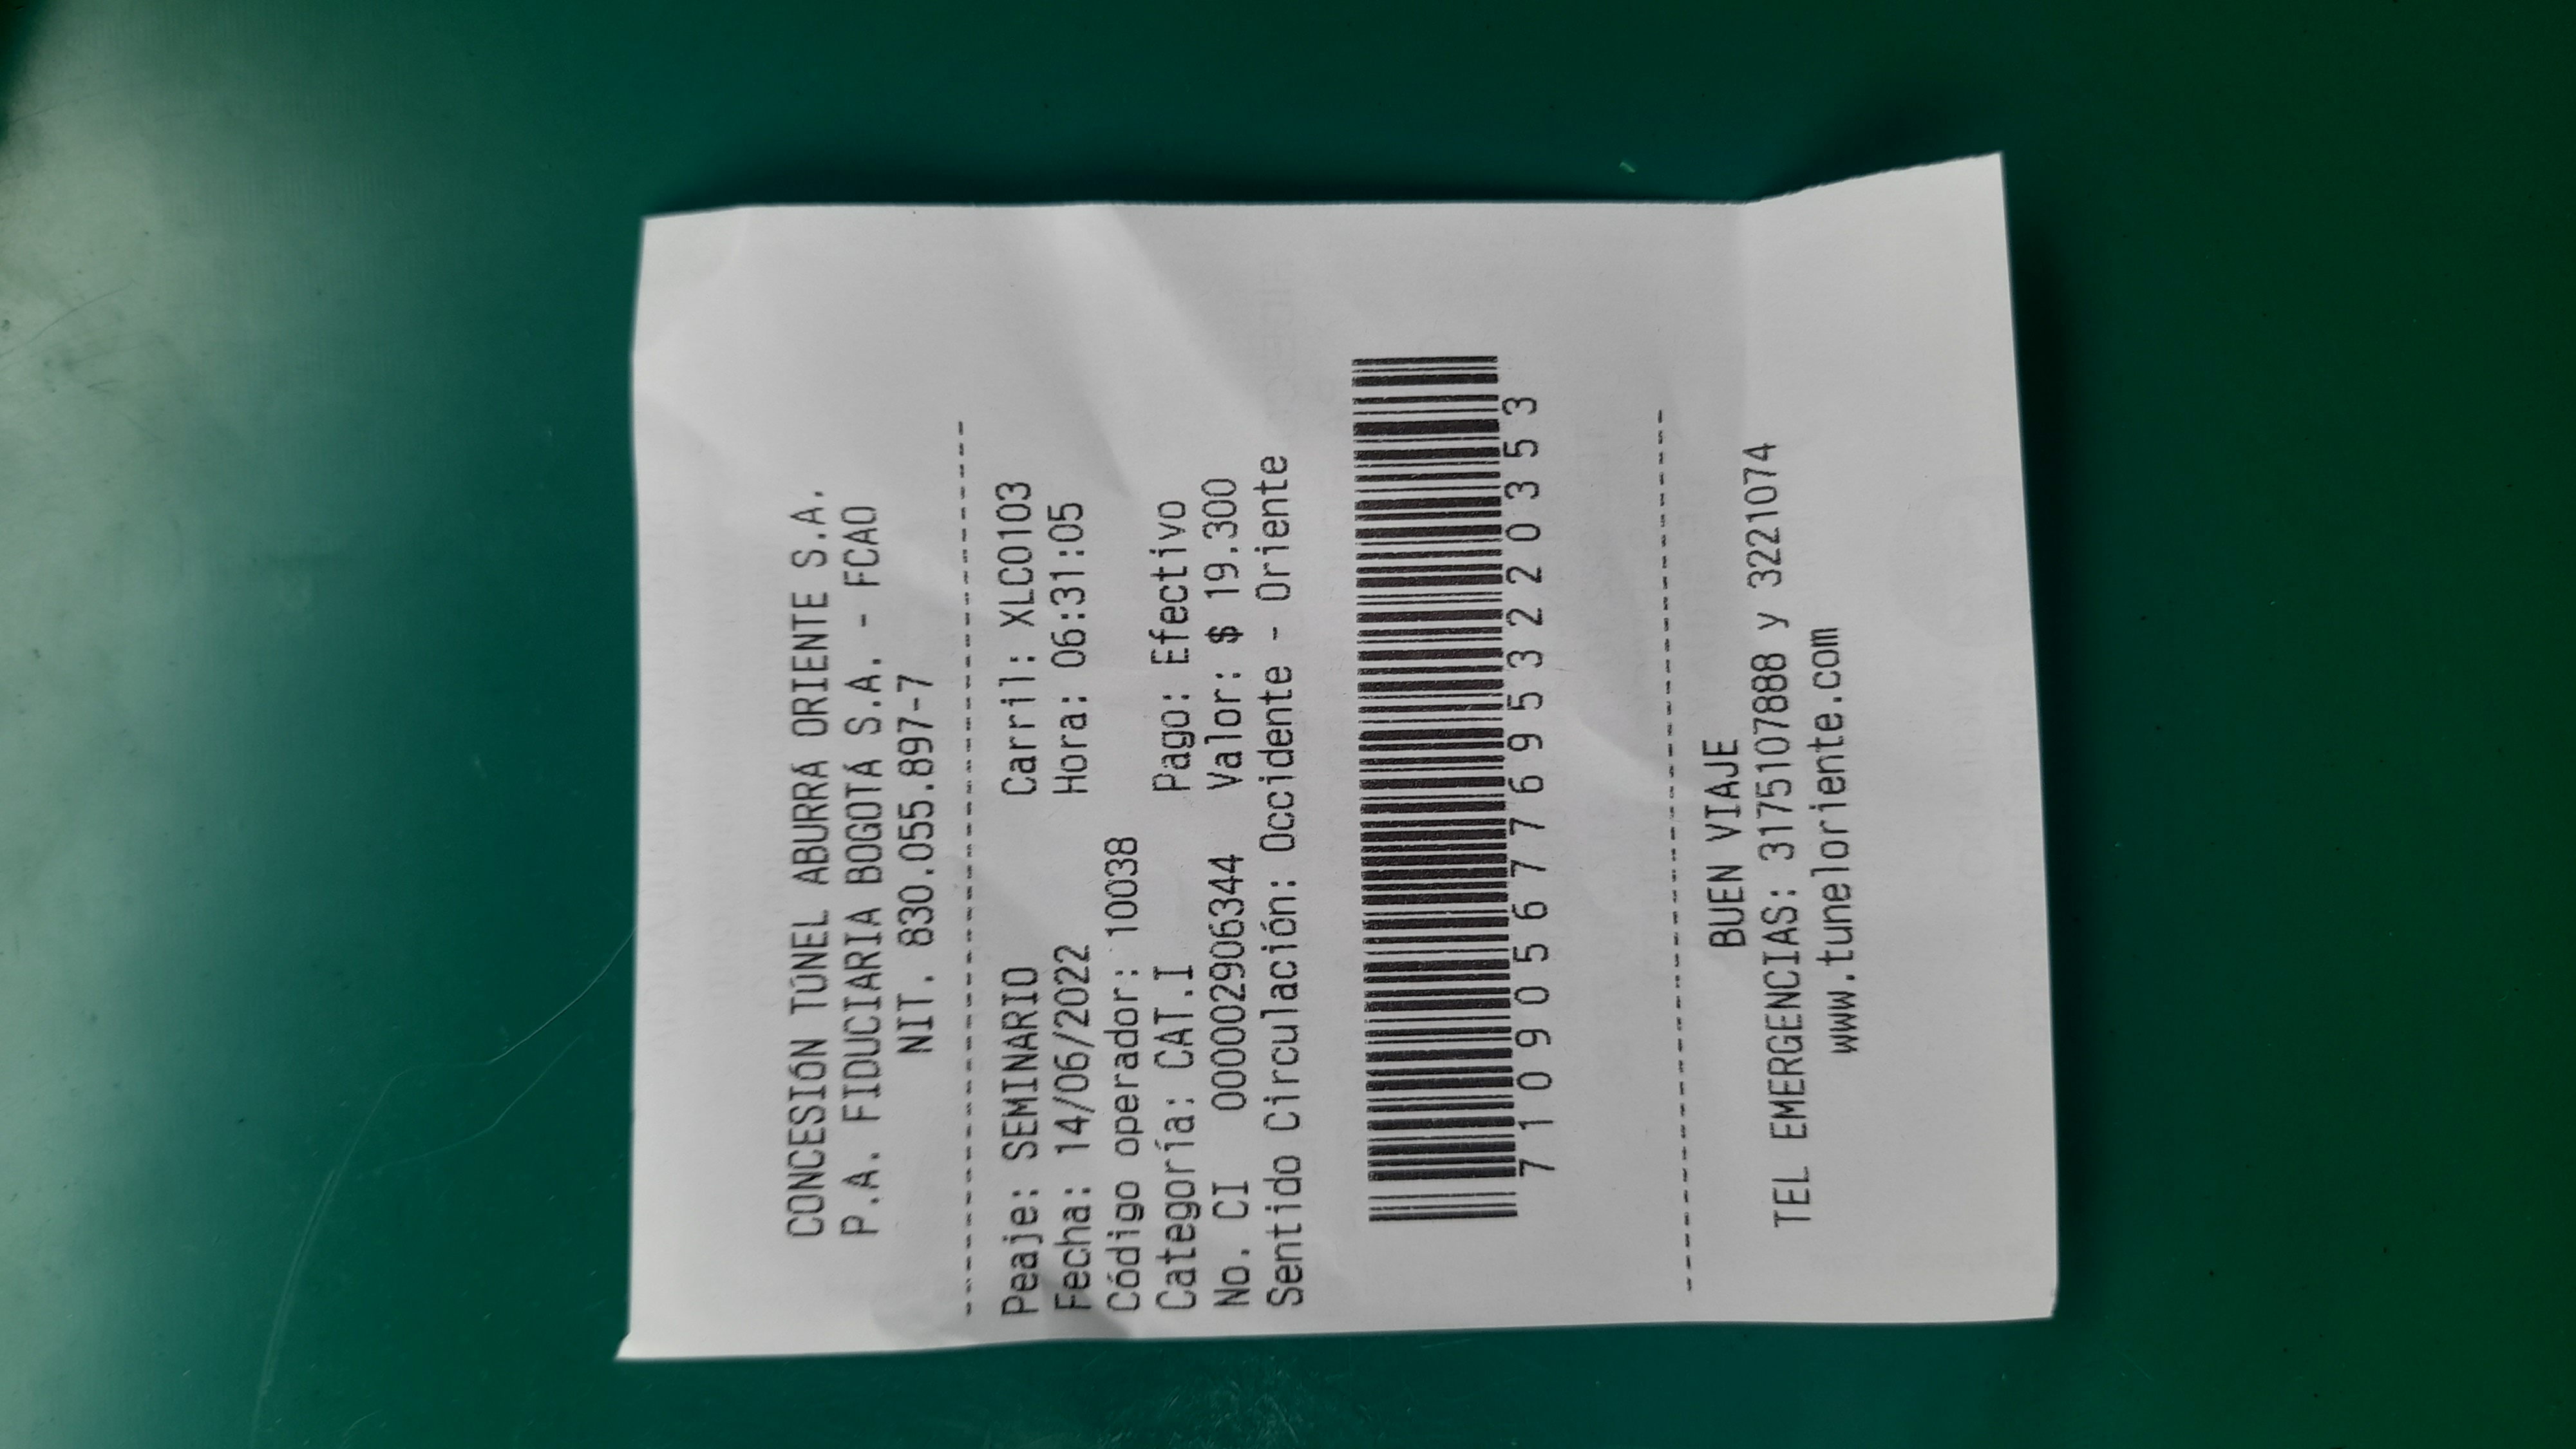 CONCESIÓN TÚNEL ABURRÁ ORIENTE S.A.
P.A. FIDUCIARIA BOGOTÁ S.A. - FCAO
NIT. 830.055.897-7
Peaje: SEMINARIO Carril: XLC0103
Fecha: 14/06/2022 Hora: 06:31:05
Código operador: 10038
Categoría: CAT.I Pago: Efectivo
No. CI 00002906344 Valor: $ 19.300
Sentido Circulación: Occidente - Oriente
7109056776953220353
BUEN VIAJE
TEL EMERGENCIAS: 3175107888 y 3221074
www.tuneloriente.com